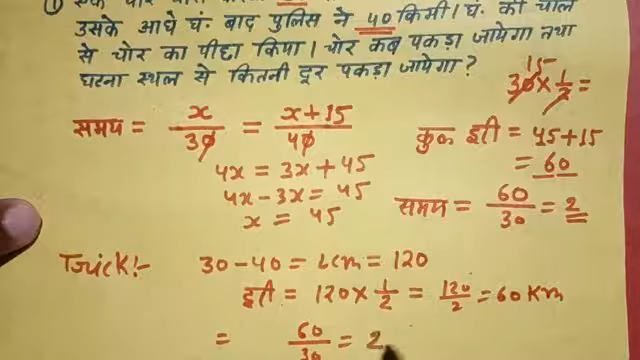 उसके आधे घं. बाद पुलिस ने 40 किमी/घं. की चाल
से चोर का पीछा किया। चोर कब पकड़ा जायेगा तथा
घटना स्थल से कितनी दूर पकड़ा जायेगा?
15
30 × 1/2 =
समय = x/30 = x+15/40
4x = 3x + 45
4x - 3x = 45
x = 45
कुल दूरी = 45+15
= 60
समय = 60/30 = 2
Trick:- 30-40 = Lcm = 120
दूरी = 120 × 1/2 = 120/2 = 60 Km
= 60/30 = 2